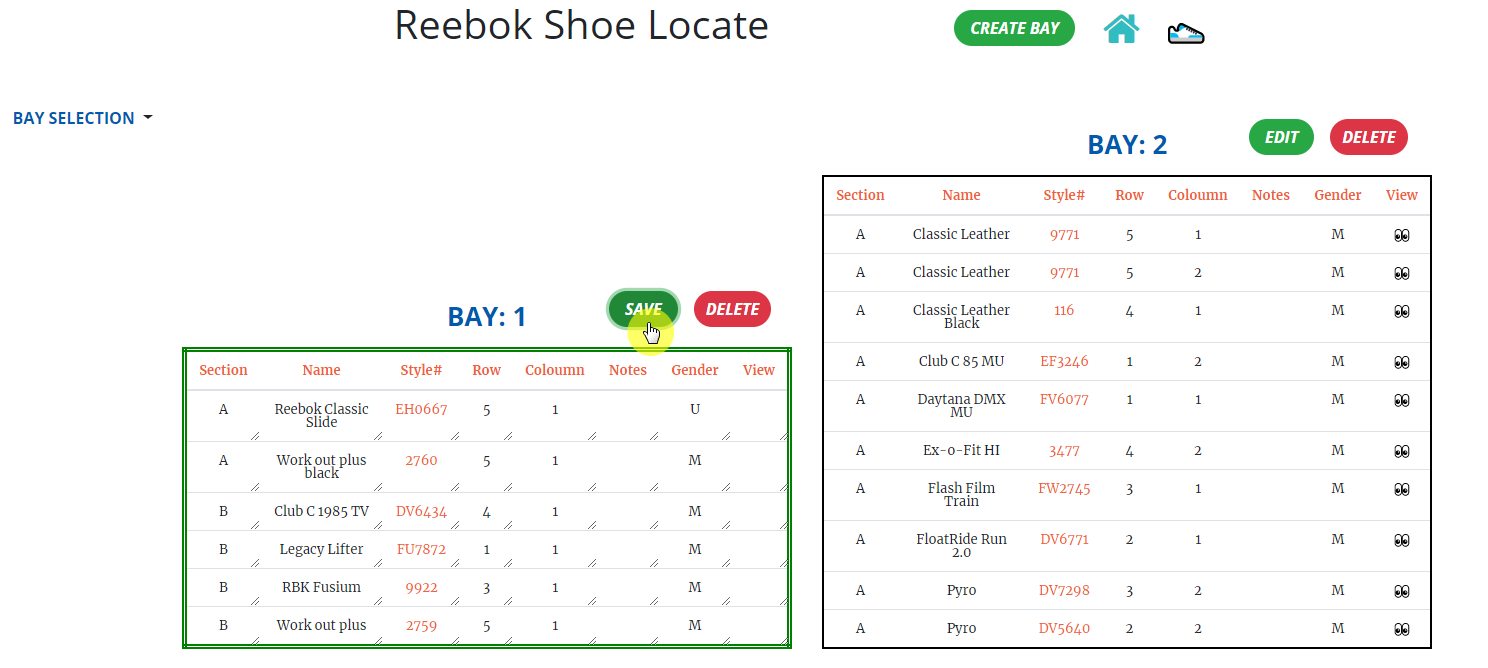 Reebok Shoe Locate
CREATE BAY
BAY SELECTION
BAY: 1
SAVE
DELETE
Section Name Style# Row Coloumn Notes Gender View
A Reebok Classic Slide EH0667 5 1 U
A Work out plus black 2760 5 1 M
B Club C 1985 TV DV6434 4 1 M
B Legacy Lifter FU7872 1 1 M
B RBK Fusium 9922 3 1 M
B Work out plus 2759 5 1 M
BAY: 2
EDIT
DELETE
Section Name Style# Row Coloumn Notes Gender View
A Classic Leather 9771 5 1 M
A Classic Leather 9771 5 2 M
A Classic Leather Black 116 4 1 M
A Club C 85 MU EF3246 1 2 M
A Daytana DMX MU FV6077 1 1 M
A Ex-o-Fit HI 3477 4 2 M
A Flash Film Train FW2745 3 1 M
A FloatRide Run 2.0 DV6771 2 1 M
A Pyro DV7298 3 2 M
A Pyro DV5640 2 2 M